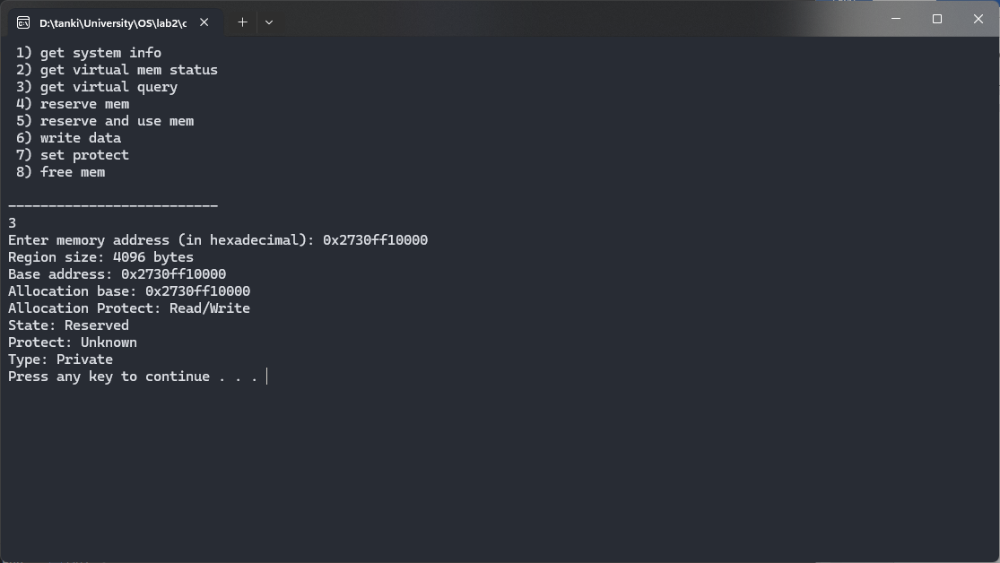 D:\tanki\University\OS\lab2\c
1) get system info
2) get virtual mem status
3) get virtual query
4) reserve mem
5) reserve and use mem
6) write data
7) set protect
8) free mem
__________________________
3
Enter memory address (in hexadecimal): 0x2730ff10000
Region size: 4096 bytes
Base address: 0x2730ff10000
Allocation base: 0x2730ff10000
Allocation Protect: Read/Write
State: Reserved
Protect: Unknown
Type: Private
Press any key to continue . . .